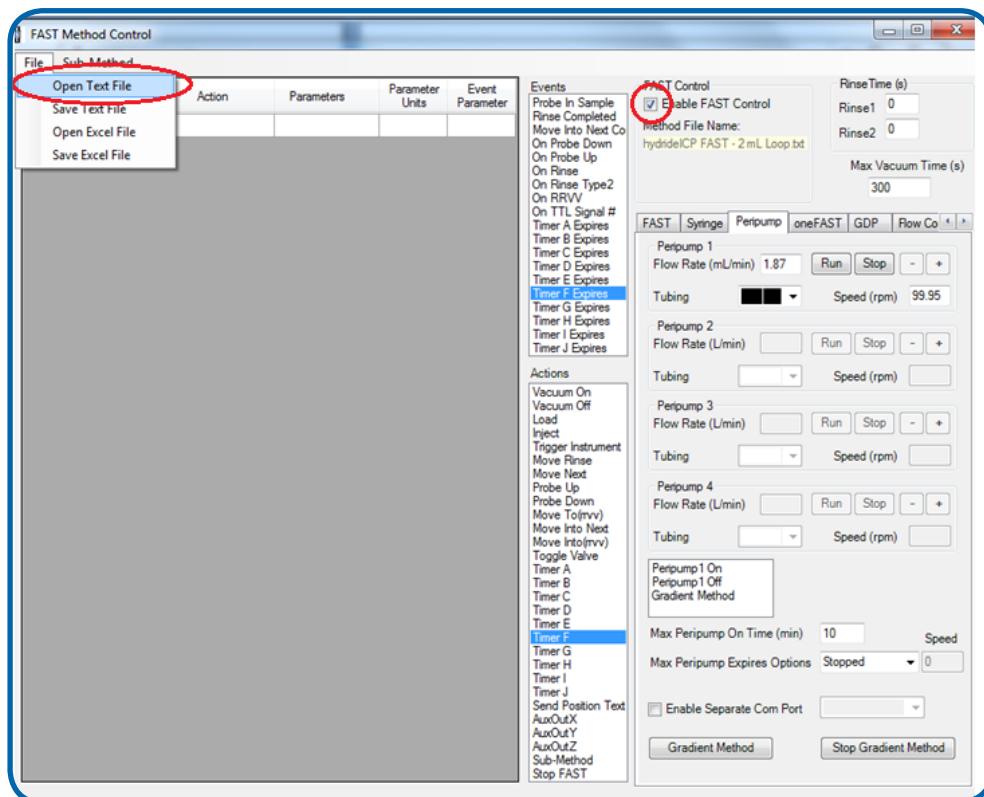 FAST Method Control
File Sub-Method
Open Text File
Save Text File
Open Excel File
Save Excel File
Action Parameters Parameter Units Event Parameter
Events
Probe In Sample
Rinse Completed
Move Into Next Co
On Probe Down
On Probe Up
On Rinse
On Rinse Type2
On RRVV
On TTL Signal #
Timer A Expires
Timer B Expires
Timer C Expires
Timer D Expires
Timer E Expires
Timer F Expires
Timer G Expires
Timer H Expires
Timer I Expires
Timer J Expires
Actions
Vacuum On
Vacuum Off
Load
Inject
Trigger Instrument
Move Rinse
Move Next
Probe Up
Probe Down
Move To(rrvv)
Move Into Next
Move Into(rrvv)
Toggle Valve
Timer A
Timer B
Timer C
Timer D
Timer E
Timer F
Timer G
Timer H
Timer I
Timer J
Send Position Text
AuxOutX
AuxOutY
AuxOutZ
Sub-Method
Stop FAST
FAST Control
Enable FAST Control
Method File Name:
hydrideICP FAST - 2 mL Loop.txt
Rinse Time (s)
Rinse1 0
Rinse2 0
Max Vacuum Time (s)
300
FAST Syringe Peripump oneFAST GDP Flow Co
Peripump 1
Flow Rate (mL/min) 1.87 Run Stop - +
Tubing Speed (rpm) 99.95
Peripump 2
Flow Rate (L/min) Run Stop - +
Tubing Speed (rpm)
Peripump 3
Flow Rate (L/min) Run Stop - +
Tubing Speed (rpm)
Peripump 4
Flow Rate (L/min) Run Stop - +
Tubing Speed (rpm)
Peripump1 On
Peripump1 Off
Gradient Method
Max Peripump On Time (min) 10 Speed
Max Peripump Expires Options Stopped 0
Enable Separate Com Port
Gradient Method Stop Gradient Method